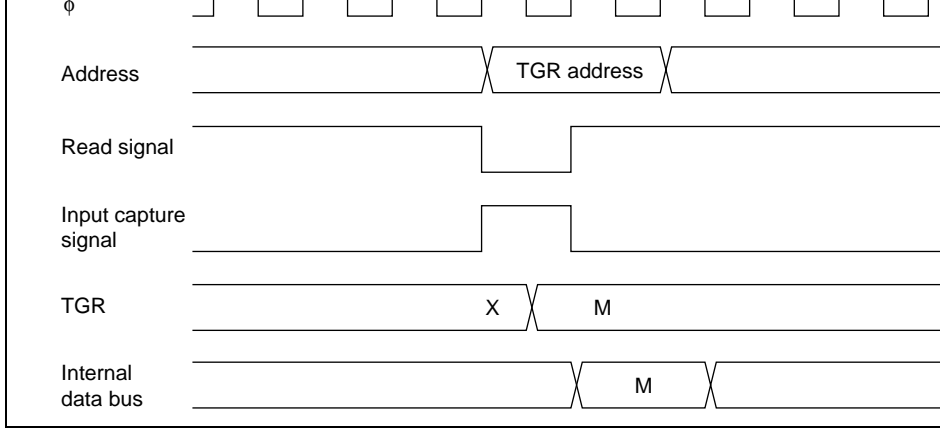 ϕ
Address
TGR address
Read signal
Input capture
signal
TGR
X
M
Internal
data bus
M